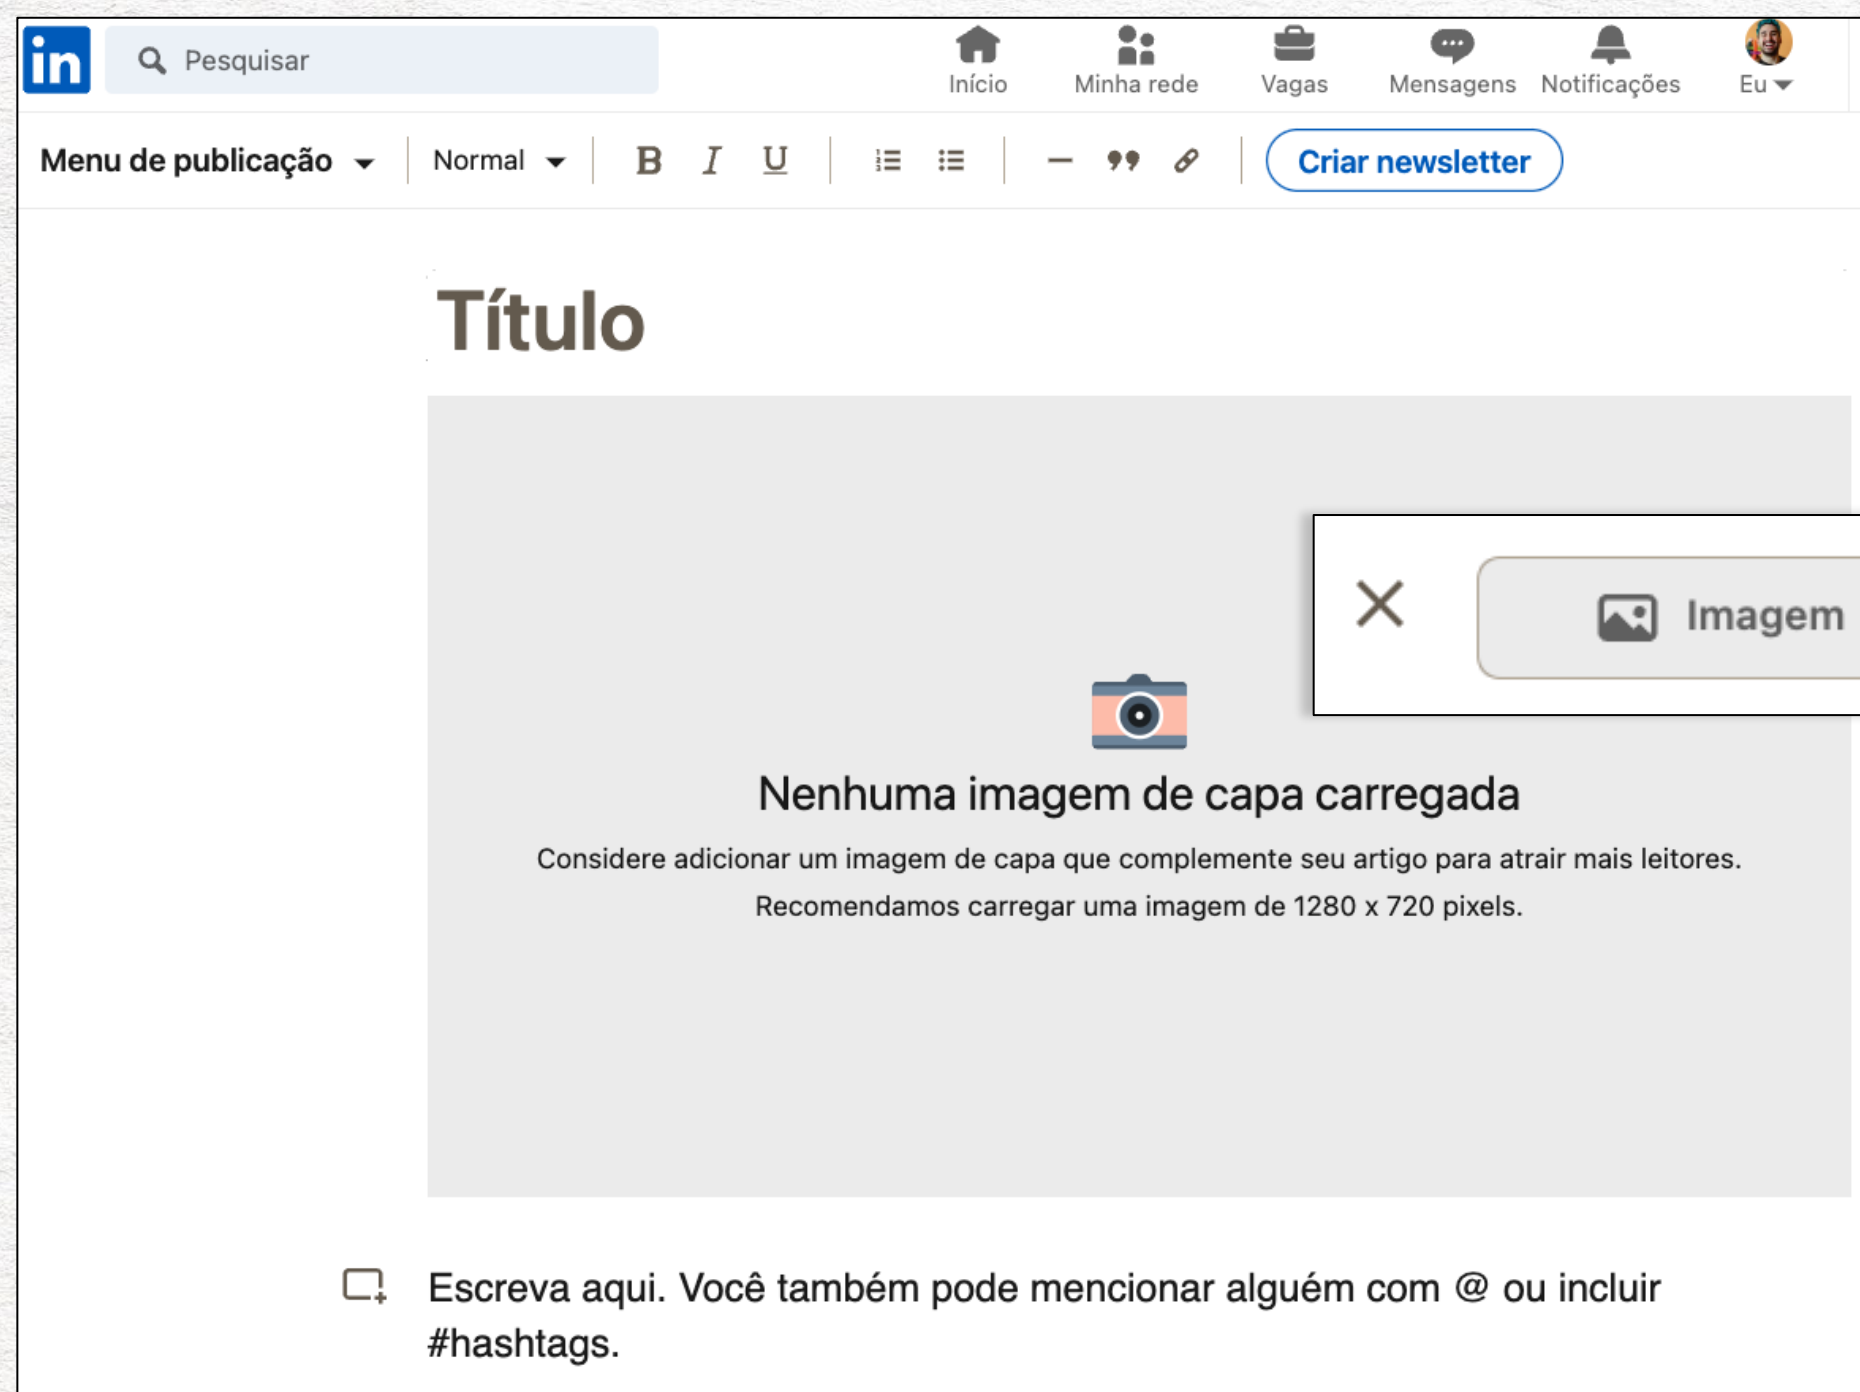 in Pesquisar Início Minha rede Vagas Mensagens Notificações Eu
Menu de publicação Normal B I U Criar newsletter
Título
Imagem
Nenhuma imagem de capa carregada
Considere adicionar um imagem de capa que complemente seu artigo para atrair mais leitores.
Recomendamos carregar uma imagem de 1280 x 720 pixels.
Escreva aqui. Você também pode mencionar alguém com @ ou incluir
#hashtags.